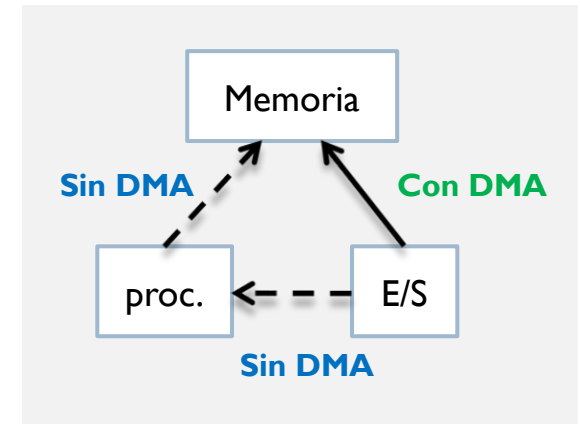 Memoria
Sin DMA
Con DMA
proc.
E/S
Sin DMA